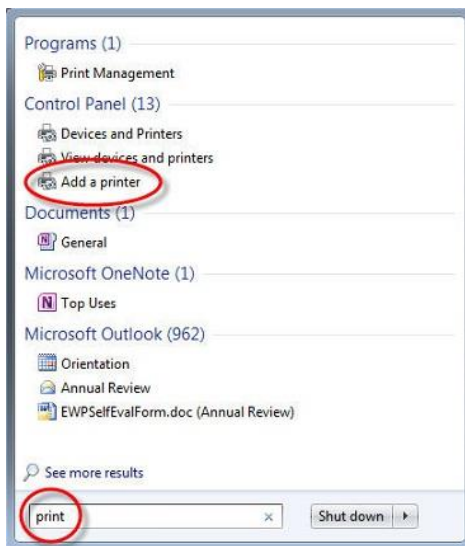 Programs (1)
Print Management
Control Panel (13)
Devices and Printers
View devices and printers
Add a printer
Documents (1)
General
Microsoft OneNote (1)
Top Uses
Microsoft Outlook (962)
Orientation
Annual Review
EWPSelfEvalForm.doc (Annual Review)
See more results
print
Shut down